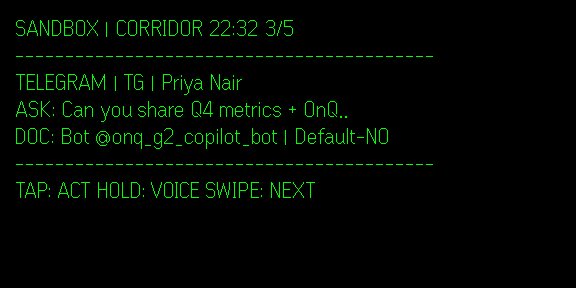 SANDBOX | CORRIDOR 22:32 3/5
----------------------------------------
TELEGRAM | TG | Priya Nair
ASK: Can you share Q4 metrics + OnQ..
DOC: Bot @onq_g2_copilot_bot | Default-NO
----------------------------------------
TAP: ACT HOLD: VOICE SWIPE: NEXT